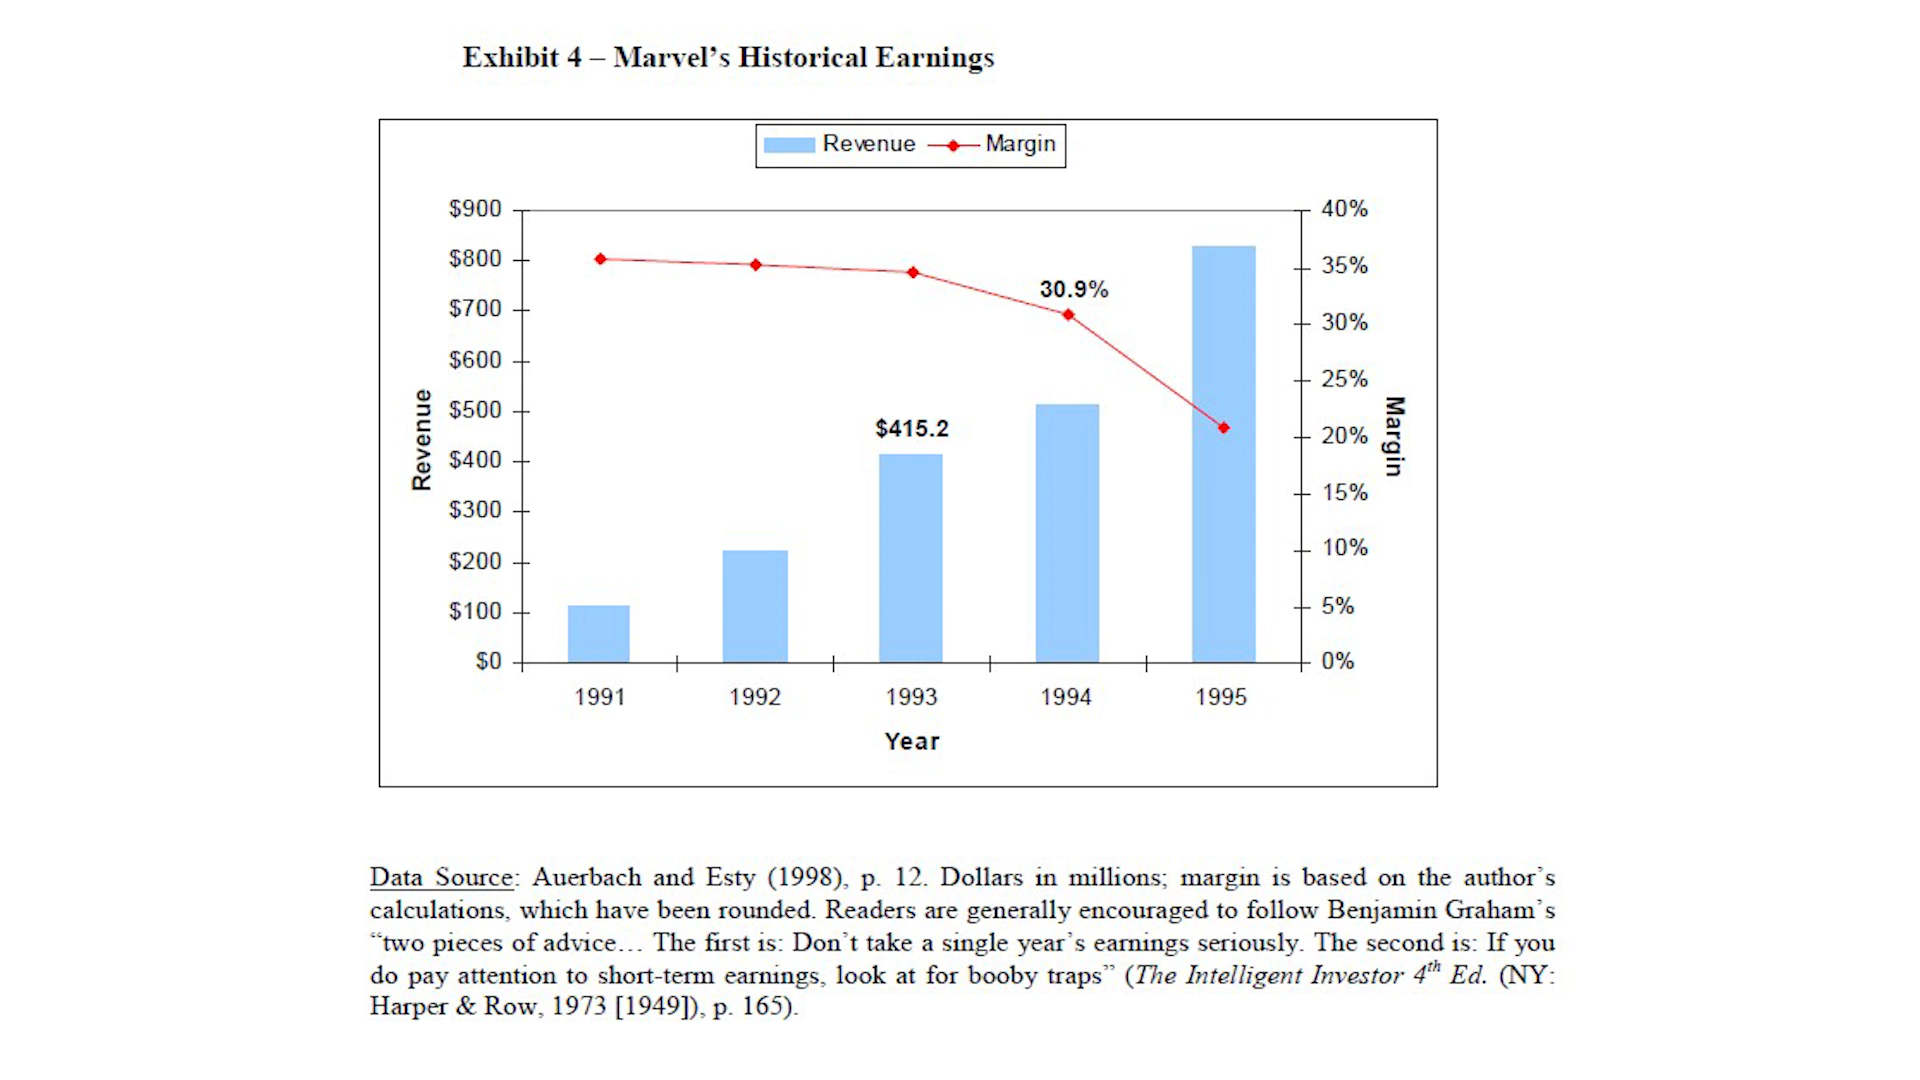 Exhibit 4 – Marvel's Historical Earnings
Revenue Margin
$900
$800
$700
$600
$500
$400
$300
$200
$100
$0
Revenue
30.9%
$415.2
40%
35%
30%
25%
20%
15%
10%
5%
0%
Margin
1991 1992 1993 1994 1995
Year
Data Source: Auerbach and Esty (1998), p. 12. Dollars in millions; margin is based on the author's
calculations, which have been rounded. Readers are generally encouraged to follow Benjamin Graham's
“two pieces of advice… The first is: Don't take a single year's earnings seriously. The second is: If you
do pay attention to short-term earnings, look at for booby traps” (The Intelligent Investor 4th Ed. (NY:
Harper & Row, 1973 [1949]), p. 165).